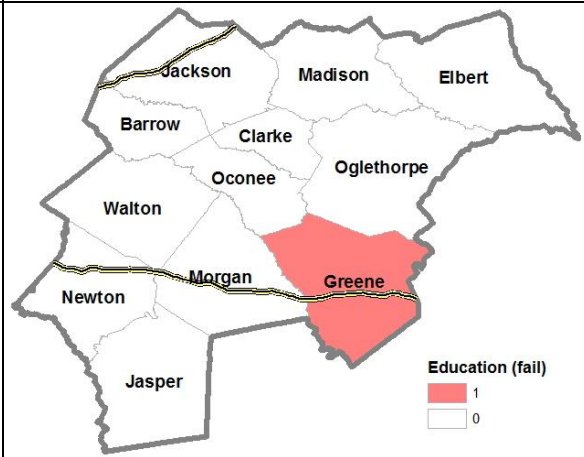 Jackson
Madison
Elbert
Barrow
Clarke
Oglethorpe
Oconee
Walton
Morgan
Greene
Newton
Jasper
Education (fail)
1
0